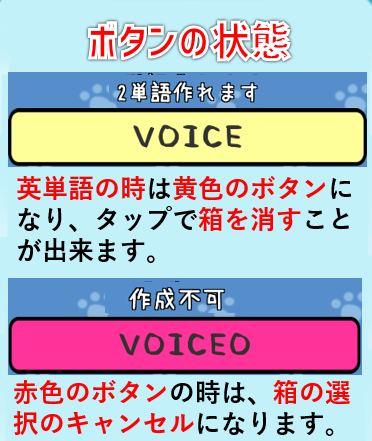 ボタンの状態
2単語作れます
VOICE
英単語の時は黄色のボタンに
なり、タップで箱を消すこと
が出来ます。
作成不可
VOICEO
赤色のボタンの時は、箱の選
択のキャンセルになります。